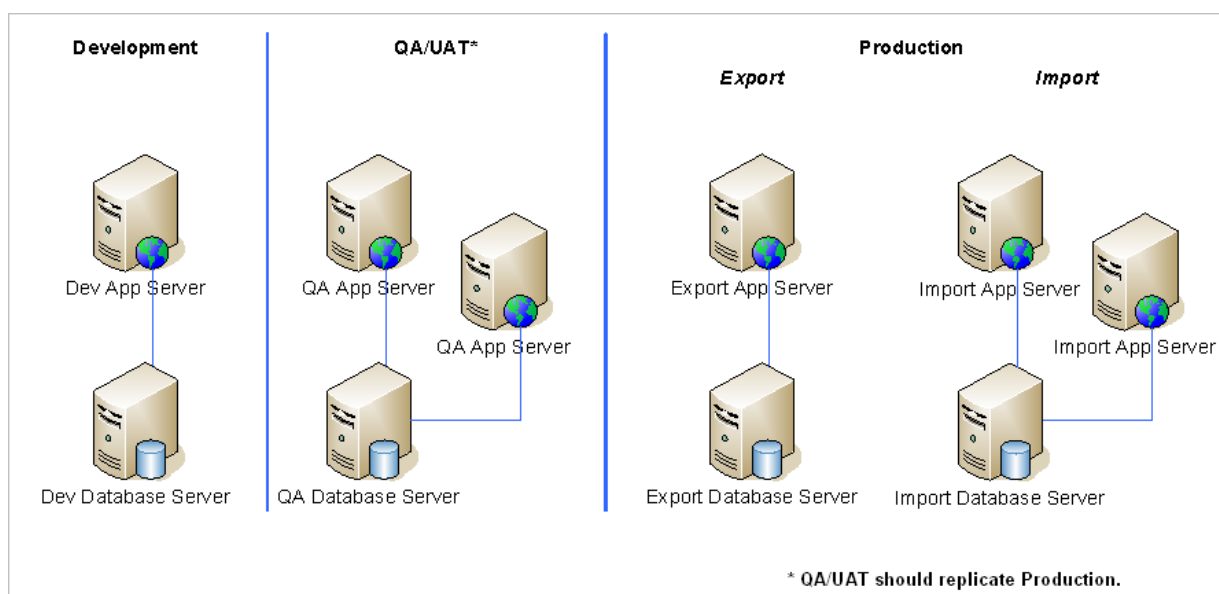 Development
QA/UAT*
Production
Export
Import
Dev App Server
QA App Server
QA App Server
Export App Server
Import App Server
Import App Server
Dev Database Server
QA Database Server
Export Database Server
Import Database Server
* QA/UAT should replicate Production.